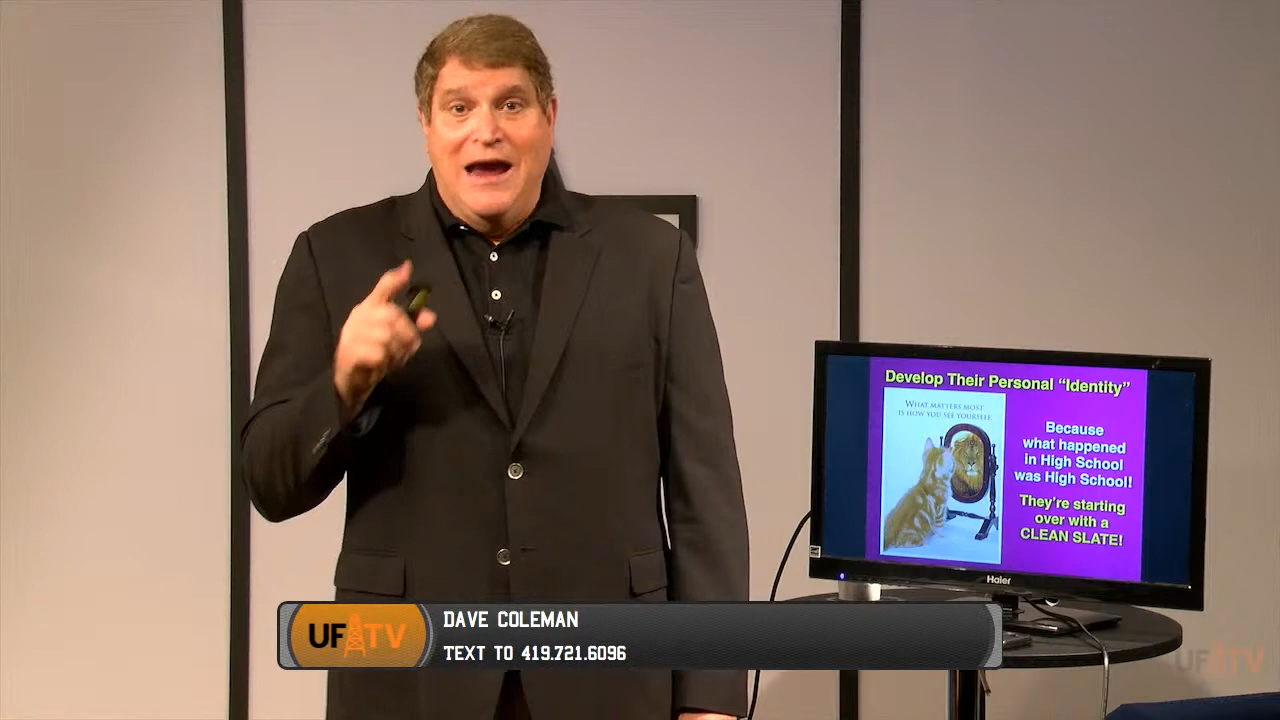 Develop Their Personal "Identity"
WHAT MATTERS MOST
IS HOW YOU SEE YOURSELF.
Because
what happened
in High School
was High School!
They're starting
over with a
CLEAN SLATE!
Haier
UF TV
DAVE COLEMAN
TEXT TO 419.721.6096
UF TV